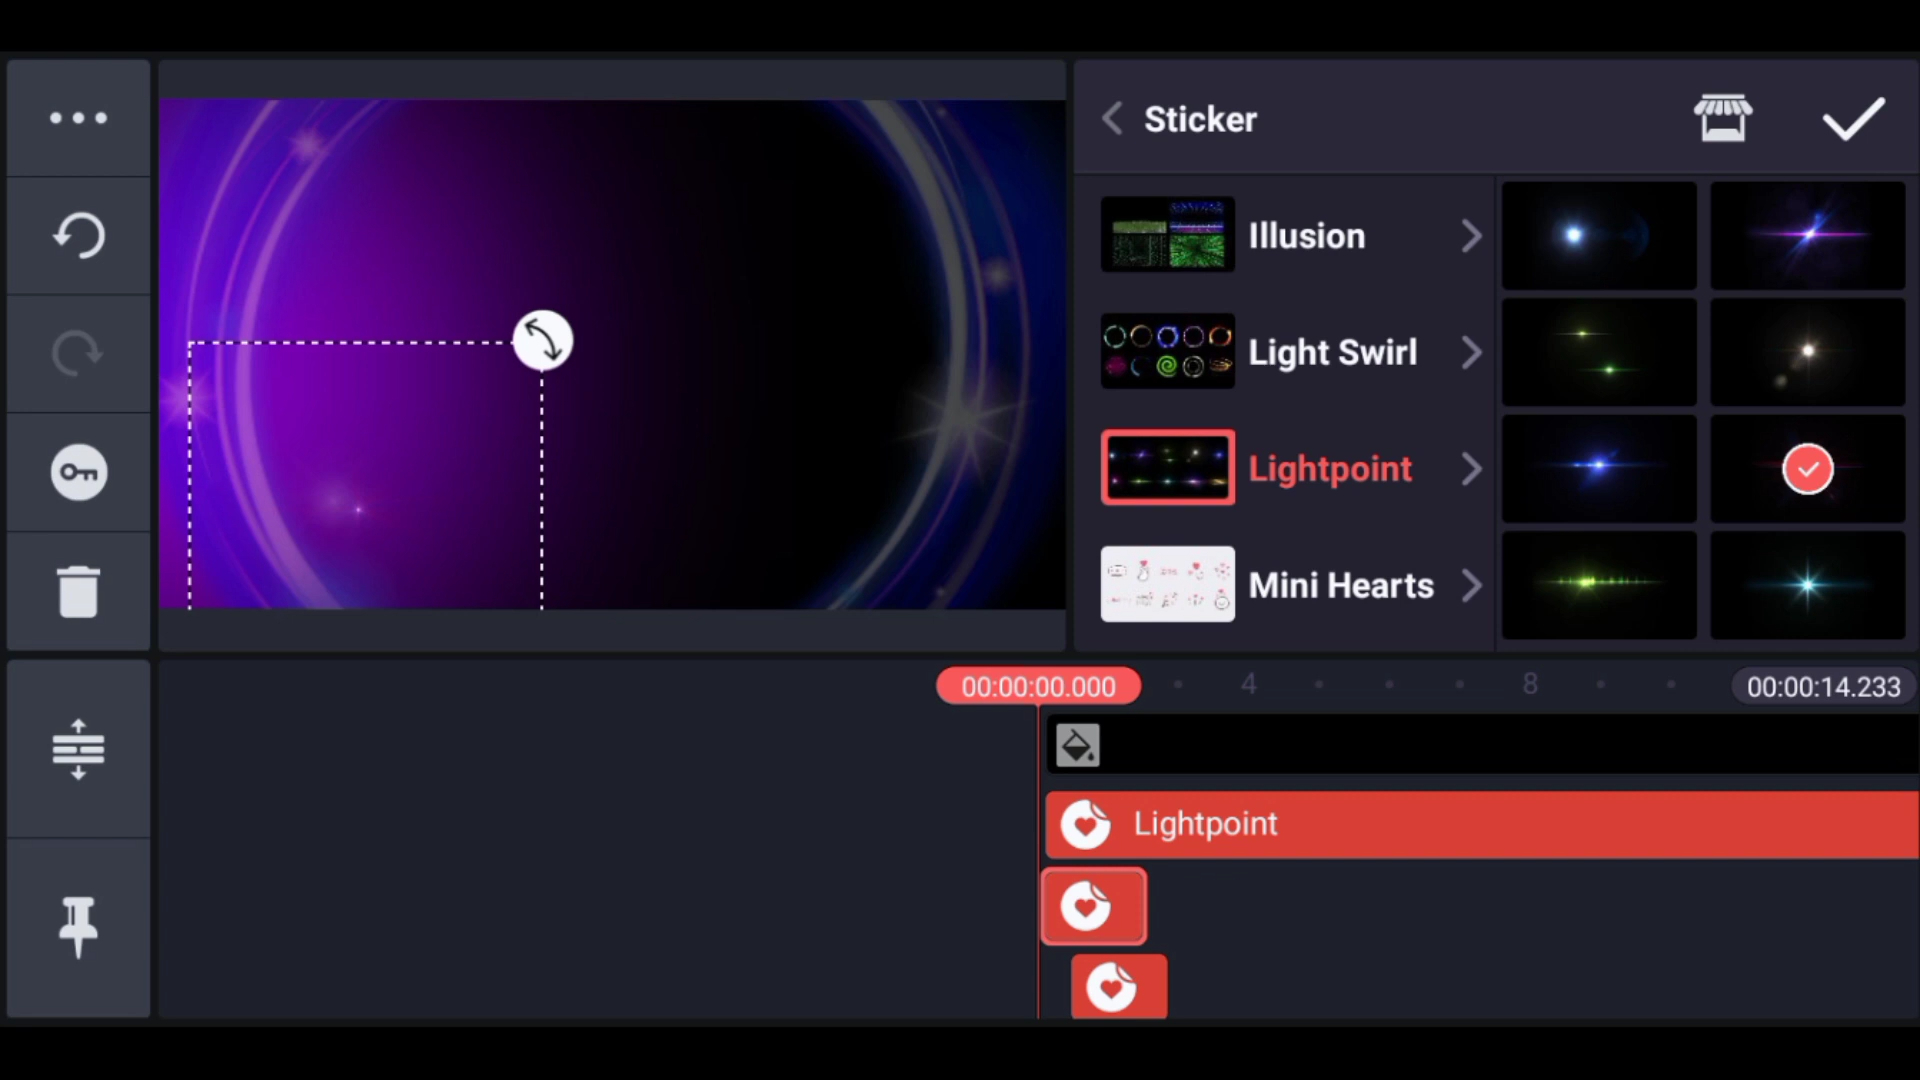 Sticker
Illusion
Light Swirl
Lightpoint
Mini Hearts
00:00:00.000
4
8
00:00:14.233
Lightpoint